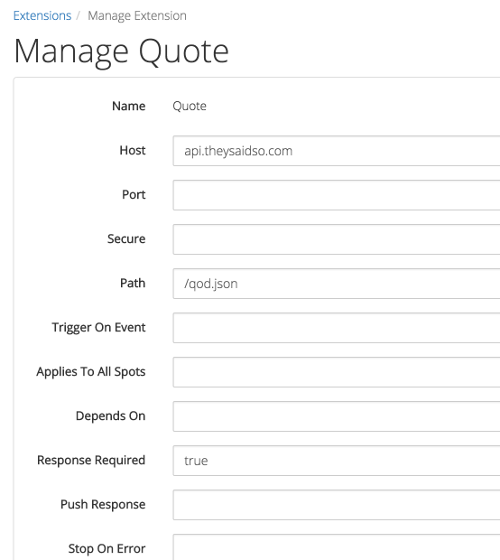 Extensions / Manage Extension
Manage Quote
Name Quote
Host api.theysaidso.com
Port
Secure
Path /qod.json
Trigger On Event
Applies To All Spots
Depends On
Response Required true
Push Response
Stop On Error